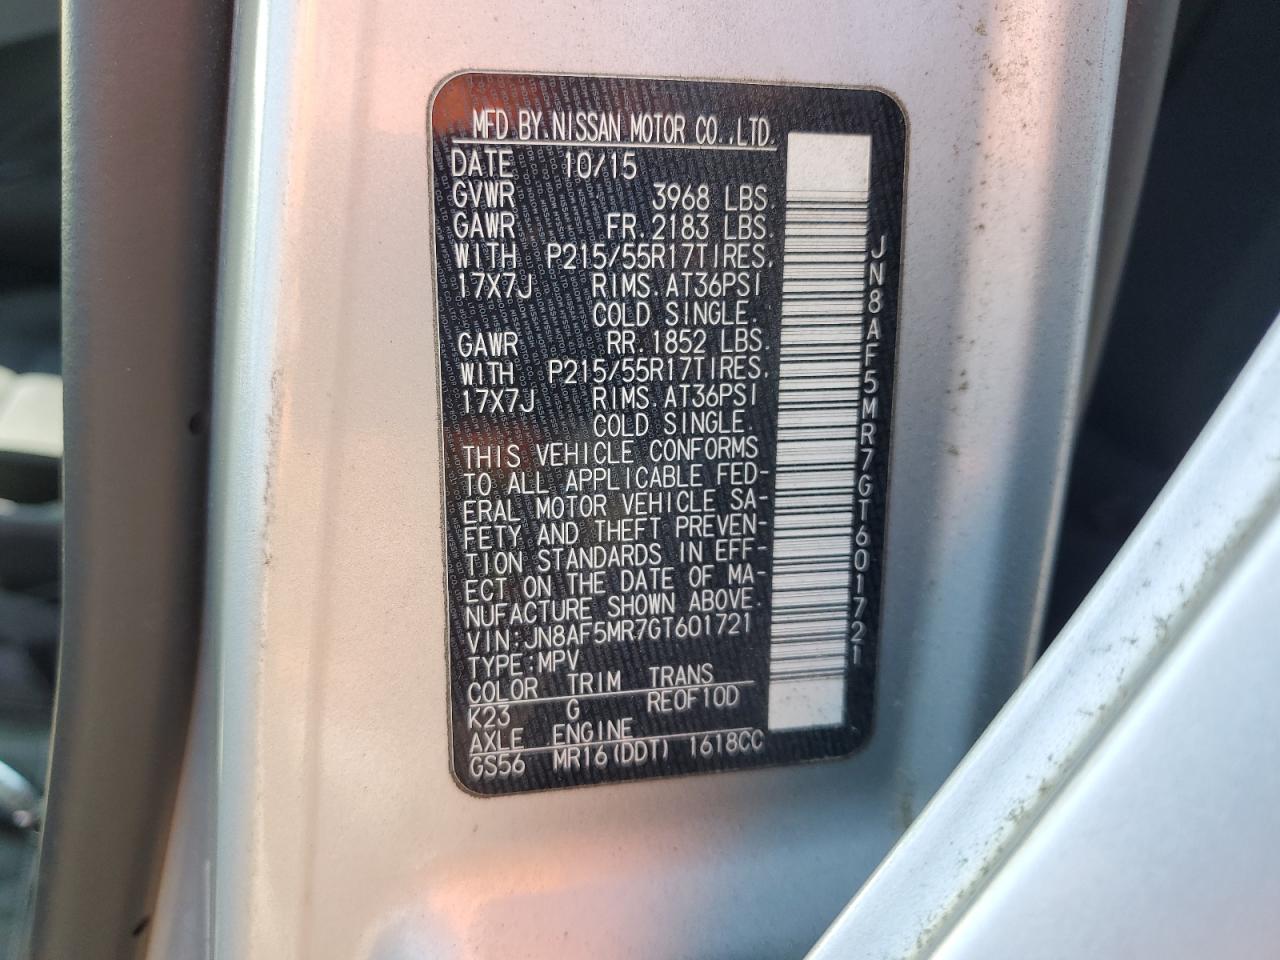 MFD.BY.NISSAN MOTOR CO.,LTD.
DATE 10/15
GVWR 3968 LBS.
GAWR FR.2183 LBS.
WITH P215/55R17TIRES.
17X7J RIMS.AT36PSI
COLD SINGLE.
GAWR RR.1852 LBS.
WITH P215/55R17TIRES.
17X7J RIMS.AT36PSI
COLD SINGLE.
THIS VEHICLE CONFORMS
TO ALL APPLICABLE FED-
ERAL MOTOR VEHICLE SA-
FETY AND THEFT PREVEN-
TION STANDARDS IN EFF-
ECT ON THE DATE OF MA-
NUFACTURE SHOWN ABOVE.
VIN:JN8AF5MR7GT601721
TYPE:MPV
COLOR TRIM TRANS
K23 G RE0F10D
AXLE ENGINE
GS56 MR16(DDT) 1618CC
JN8AF5MR7GT601721